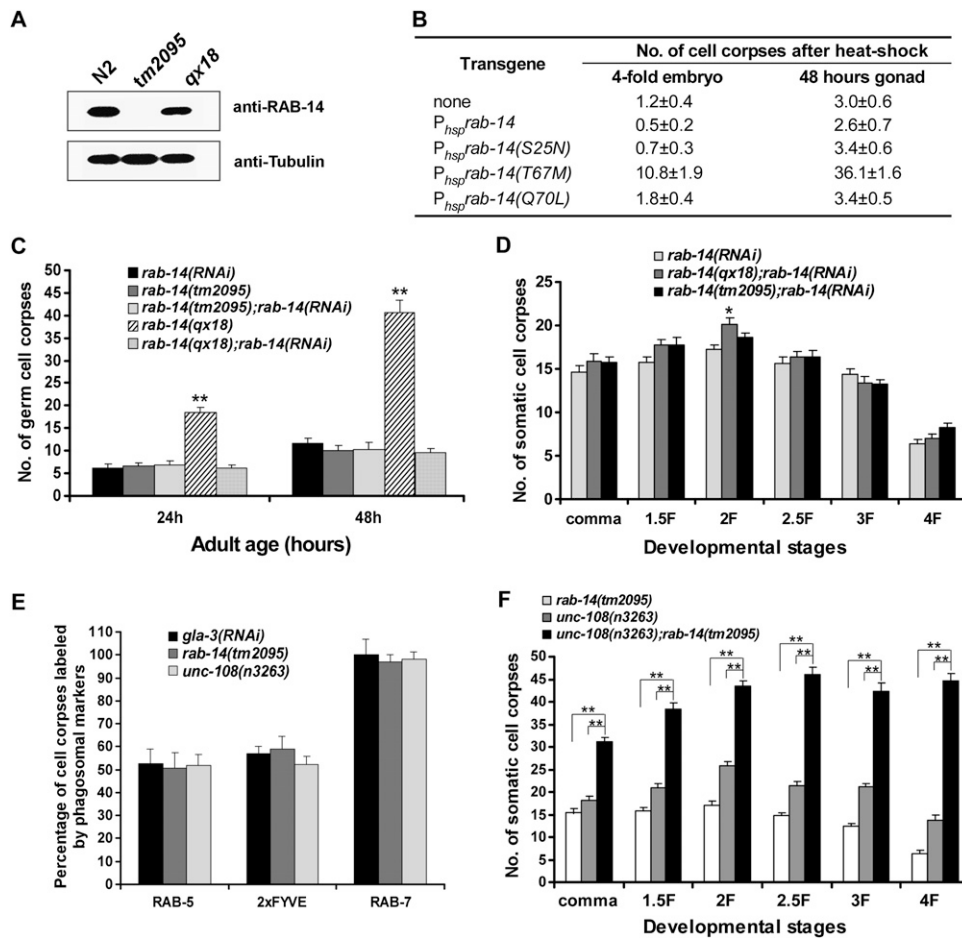 A
N2
tm2095
qx18
anti-RAB-14
anti-Tubulin
B
Transgene
No. of cell corpses after heat-shock
4-fold embryo 48 hours gonad
none 1.2±0.4 3.0±0.6
Phsprab-14 0.5±0.2 2.6±0.7
Phsprab-14(S25N) 0.7±0.3 3.4±0.6
Phsprab-14(T67M) 10.8±1.9 36.1±1.6
Phsprab-14(Q70L) 1.8±0.4 3.4±0.5
C
No. of germ cell corpses
50
45
40
35
30
25
20
15
10
5
0
rab-14(RNAi)
rab-14(tm2095)
rab-14(tm2095);rab-14(RNAi)
rab-14(qx18)
rab-14(qx18);rab-14(RNAi)
**
**
24h 48h
Adult age (hours)
D
No. of somatic cell corpses
25
20
15
10
5
0
rab-14(RNAi)
rab-14(qx18);rab-14(RNAi)
rab-14(tm2095);rab-14(RNAi)
*
comma 1.5F 2F 2.5F 3F 4F
Developmental stages
E
Percentage of cell corpses labeled
by phagosomal markers
110
100
90
80
70
60
50
40
30
20
10
0
gla-3(RNAi)
rab-14(tm2095)
unc-108(n3263)
RAB-5 2xFYVE RAB-7
F
rab-14(tm2095)
unc-108(n3263)
unc-108(n3263);rab-14(tm2095)
No. of somatic cell corpses
50
45
40
35
30
25
20
15
10
5
0
** ** ** ** ** **
** ** ** ** ** **
comma 1.5F 2F 2.5F 3F 4F
Developmental stages